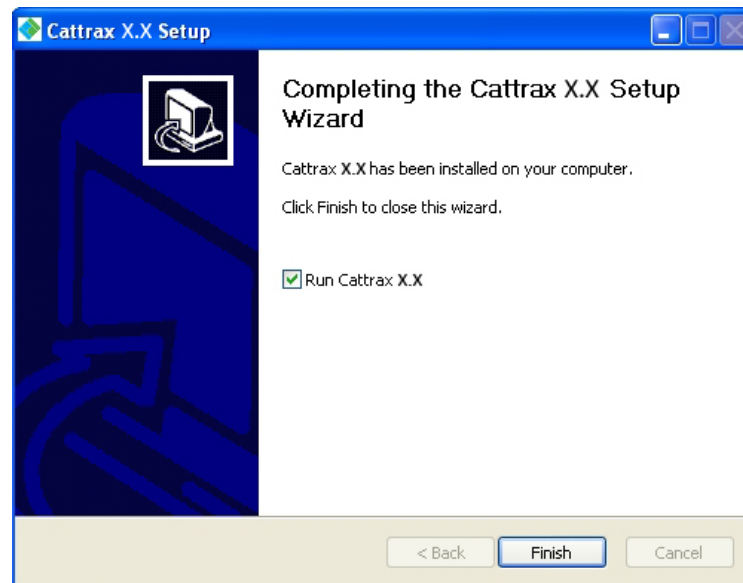 Cattrax X.X Setup
Completing the Cattrax X.X Setup
Wizard
Cattrax X.X has been installed on your computer.
Click Finish to close this wizard.
Run Cattrax X.X
< Back Finish Cancel